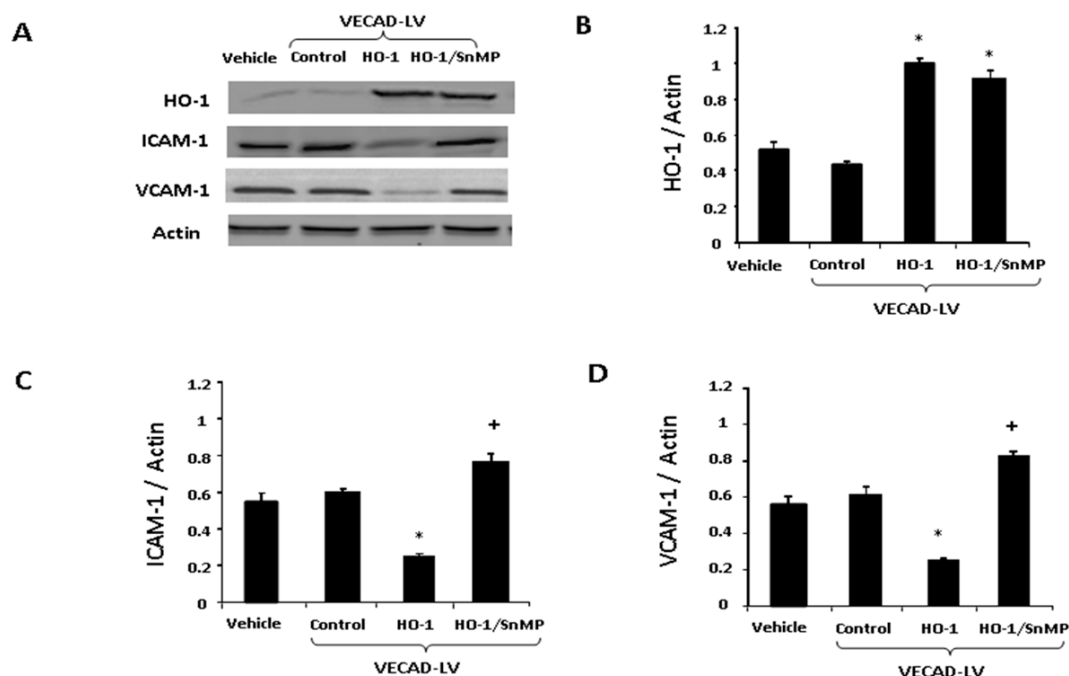 A
VECAD-LV
Vehicle Control HO-1 HO-1/SnMP
HO-1
ICAM-1
VCAM-1
Actin
B
HO-1 / Actin
1.2
1
0.8
0.6
0.4
0.2
0
*
*
Vehicle Control HO-1 HO-1/SnMP
VECAD-LV
C
ICAM-1 / Actin
1.2
1
0.8
0.6
0.4
0.2
0
*
+
Vehicle Control HO-1 HO-1/SnMP
VECAD-LV
D
VCAM-1 / Actin
1.2
1
0.8
0.6
0.4
0.2
0
*
+
Vehicle Control HO-1 HO-1/SnMP
VECAD-LV